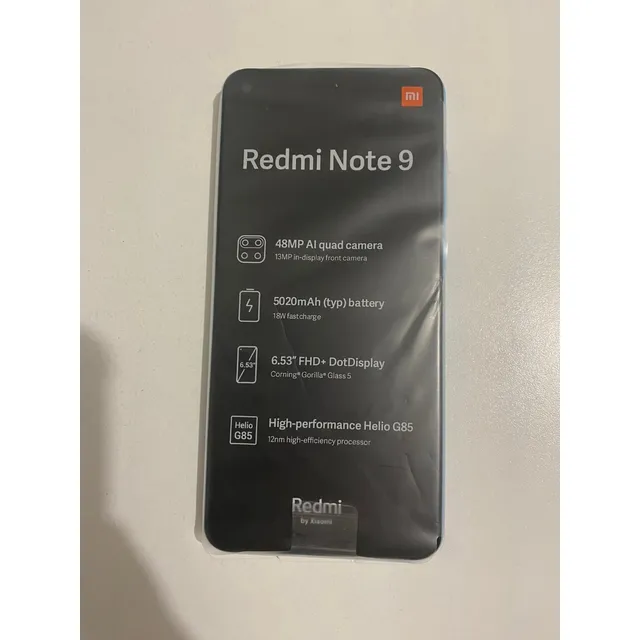 mi
Redmi Note 9
48MP AI quad camera
13MP in-display front camera
5020mAh (typ) battery
18W fast charge
6.53"
6.53" FHD+ DotDisplay
Corning® Gorilla® Glass 5
Helio
G85
High-performance Helio G85
12nm high-efficiency processor
Redmi
by Xiaomi